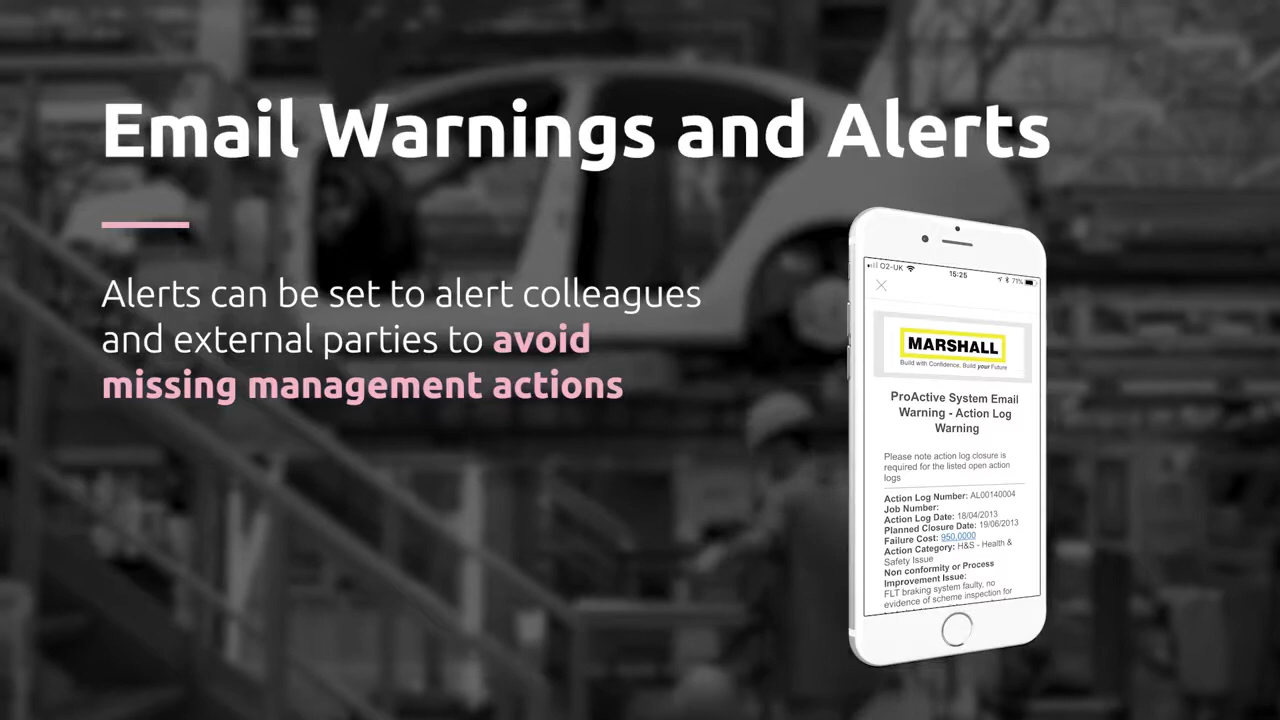 Email Warnings and Alerts
Alerts can be set to alert colleagues
and external parties to avoid
missing management actions
O2-UK
15:25
71%
MARSHALL
Build with Confidence, Build your Future
ProActive System Email
Warning - Action Log
Warning
Please note action log closure is
required for the listed open action
logs
Action Log Number: AL00140004
Job Number:
Action Log Date: 18/04/2013
Planned Closure Date: 19/06/2013
Failure Cost: 950.0000
Action Category: H&S - Health &
Safety Issue
Non conformity or Process
Improvement Issue:
FLT braking system faulty, no
evidence of scheme inspection for